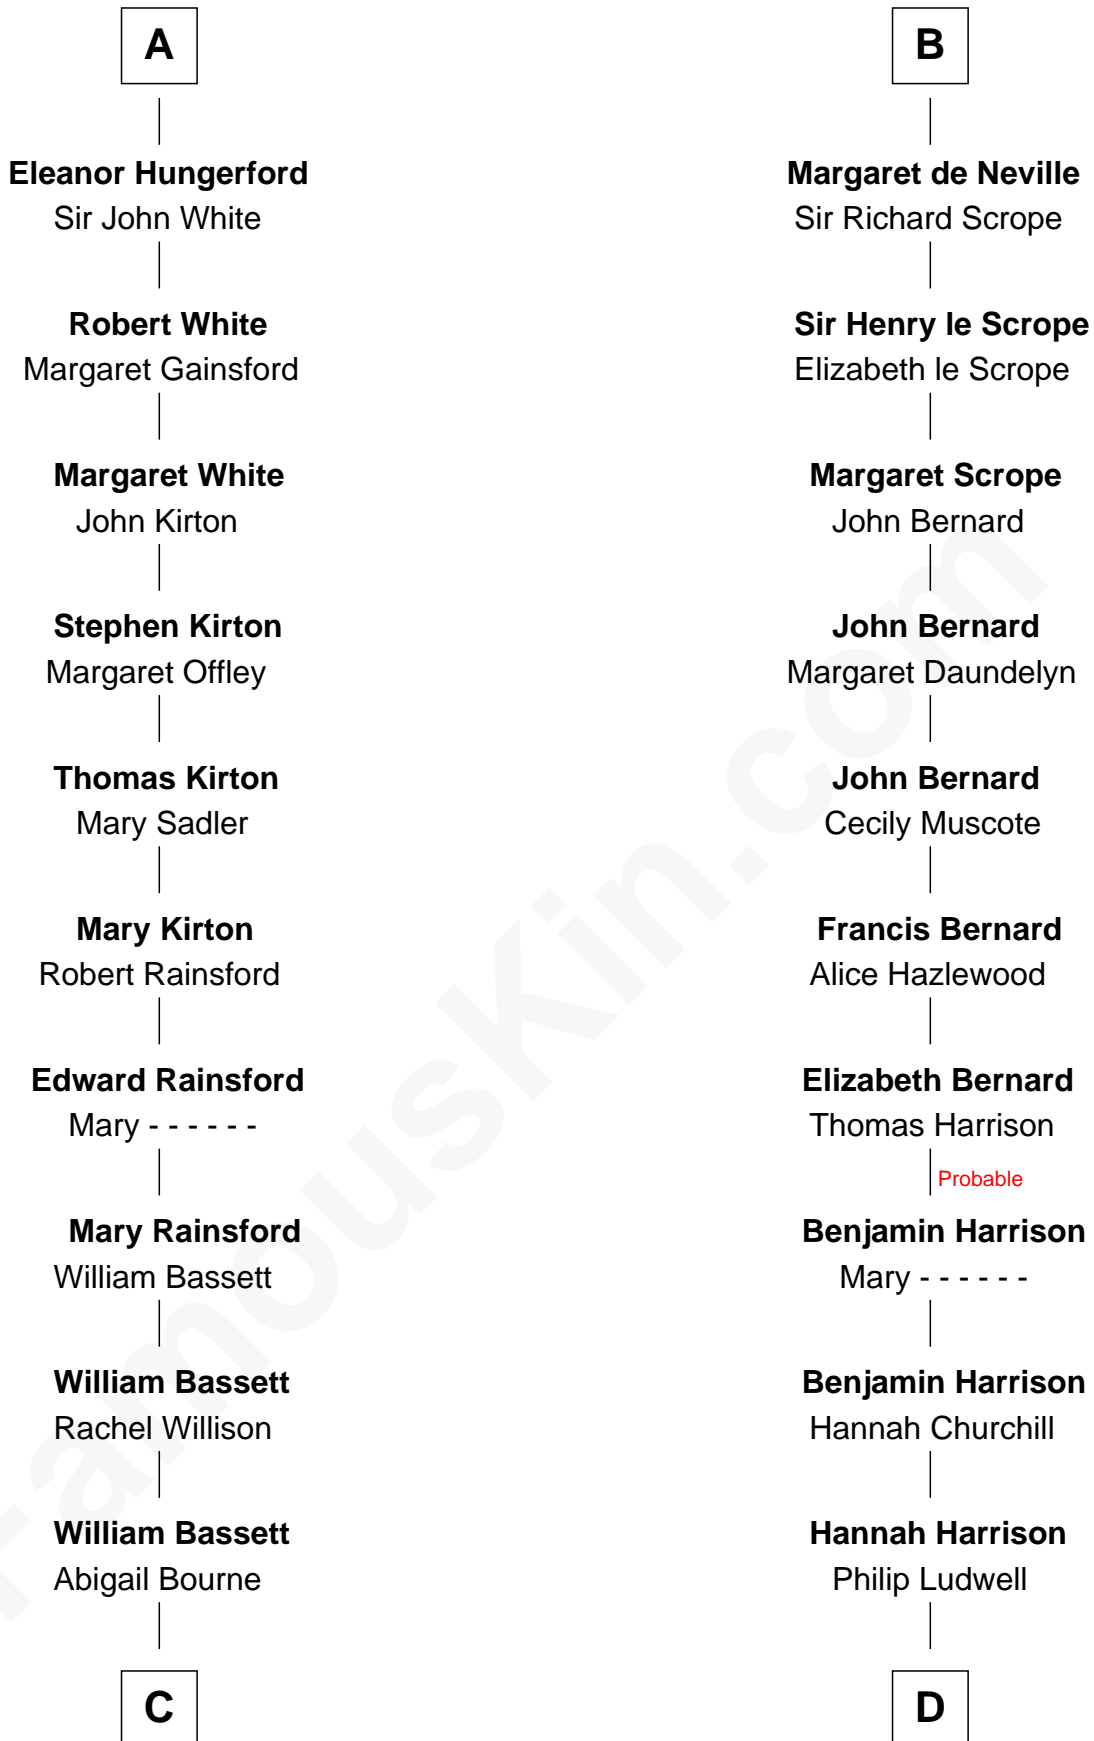 A
Eleanor Hungerford
Sir John White
Robert White
Margaret Gainsford
Margaret White
John Kirton
Stephen Kirton
Margaret Offley
Thomas Kirton
Mary Sadler
Mary Kirton
Robert Rainsford
Edward Rainsford
Mary - - - - - -
Mary Rainsford
William Bassett
William Bassett
Rachel Willison
William Bassett
Abigail Bourne
C
B
Margaret de Neville
Sir Richard Scrope
Sir Henry le Scrope
Elizabeth le Scrope
Margaret Scrope
John Bernard
John Bernard
Margaret Daundelyn
John Bernard
Cecily Muscote
Francis Bernard
Alice Hazlewood
Elizabeth Bernard
Thomas Harrison
Probable
Benjamin Harrison
Mary - - - - - -
Benjamin Harrison
Hannah Churchill
Hannah Harrison
Philip Ludwell
D
FamousKin.com